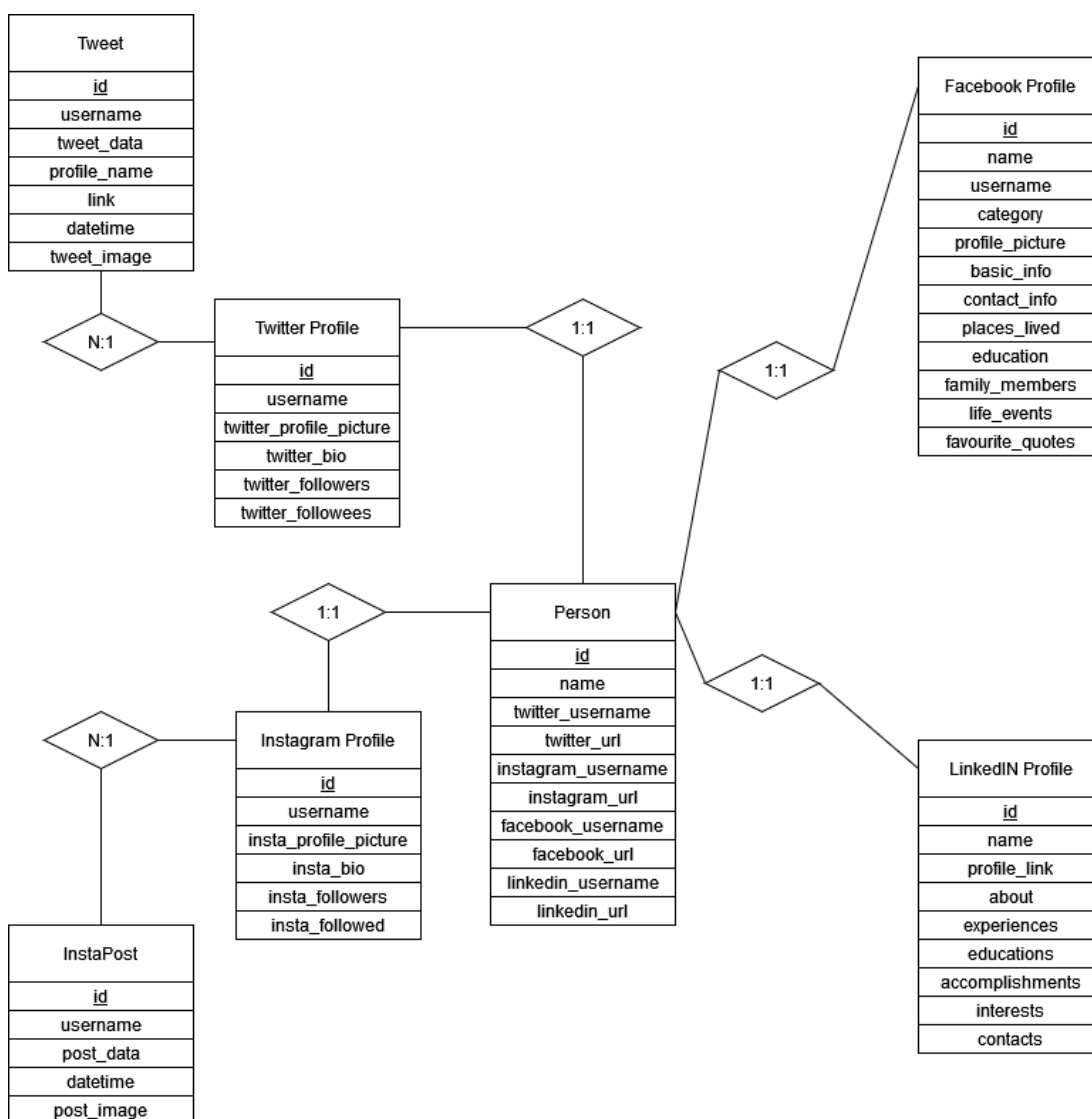 Tweet
id
username
tweet_data
profile_name
link
datetime
tweet_image
N:1
Twitter Profile
id
username
twitter_profile_picture
twitter_bio
twitter_followers
twitter_followees
1:1
1:1
Facebook Profile
id
name
username
category
profile_picture
basic_info
contact_info
places_lived
education
family_members
life_events
favourite_quotes
1:1
Person
id
name
twitter_username
twitter_url
instagram_username
instagram_url
facebook_username
facebook_url
linkedin_username
linkedin_url
1:1
N:1
Instagram Profile
id
username
insta_profile_picture
insta_bio
insta_followers
insta_followed
LinkedIN Profile
id
name
profile_link
about
experiences
educations
accomplishments
interests
contacts
InstaPost
id
username
post_data
datetime
post_image